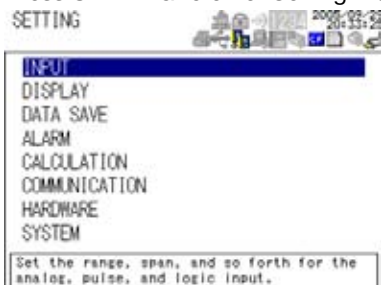 SETTING
INPUT
DISPLAY
DATA SAVE
ALARM
CALCULATION
COMMUNICATION
HARDWARE
SYSTEM
Set the range, span, and so forth for the
analog, pulse, and logic input.